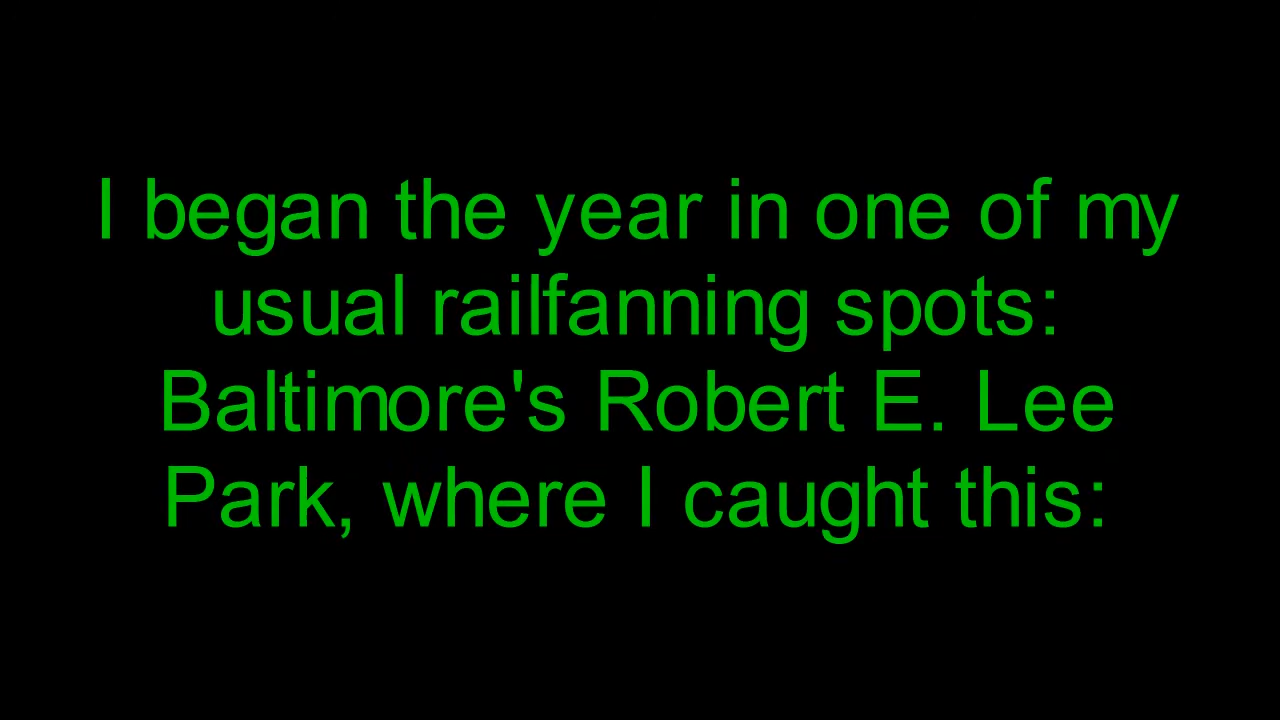 I began the year in one of my
usual railfanning spots:
Baltimore's Robert E. Lee
Park, where I caught this: